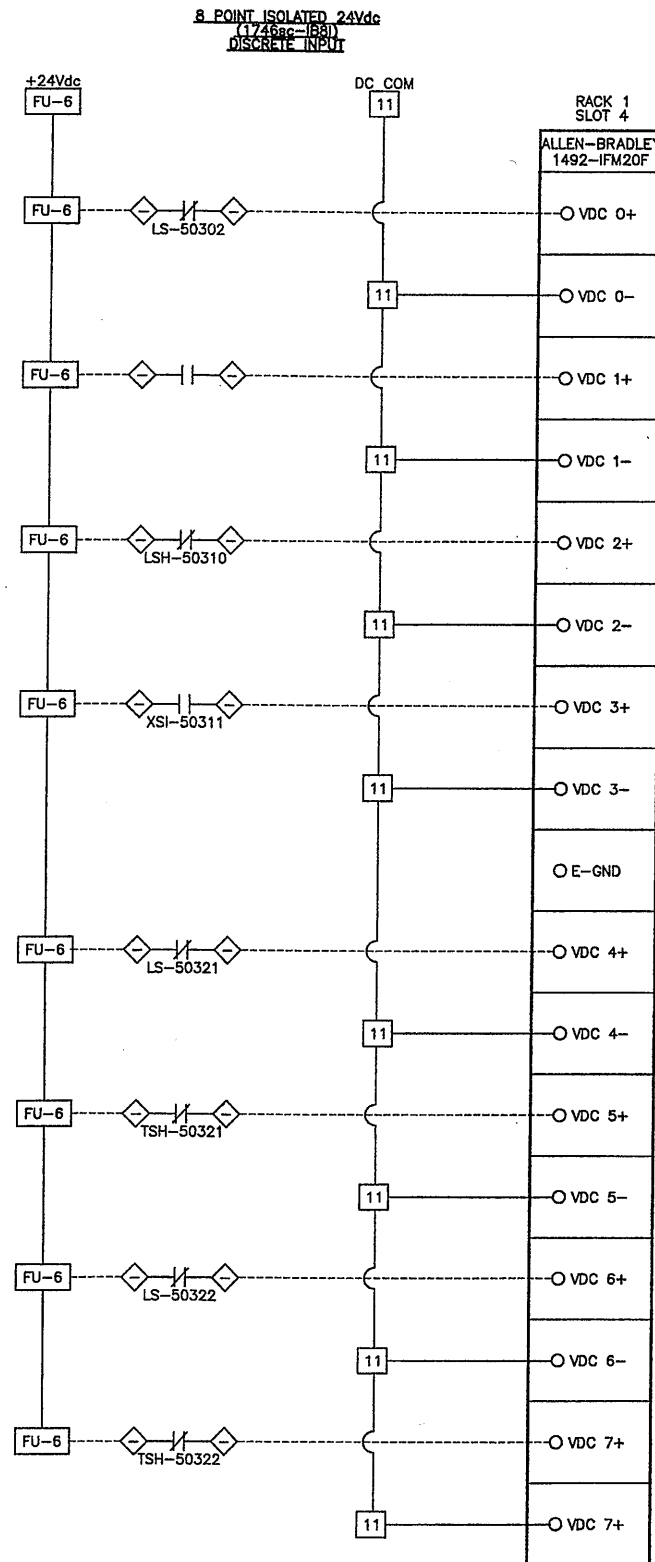 8 POINT ISOLATED 24Vdc
(1746sc-IB8I)
DISCRETE INPUT
+24Vdc
FU-6
DC COM
11
RACK 1
SLOT 4
ALLEN-BRADLEY
1492-IFM20F
FU-6
LS-50302
VDC 0+
11
VDC 0-
FU-6
VDC 1+
11
VDC 1-
FU-6
LSH-50310
VDC 2+
11
VDC 2-
FU-6
XSI-50311
VDC 3+
11
VDC 3-
E-GND
FU-6
LS-50321
VDC 4+
11
VDC 4-
FU-6
TSH-50321
VDC 5+
11
VDC 5-
FU-6
LS-50322
VDC 6+
11
VDC 6-
FU-6
TSH-50322
VDC 7+
11
VDC 7+